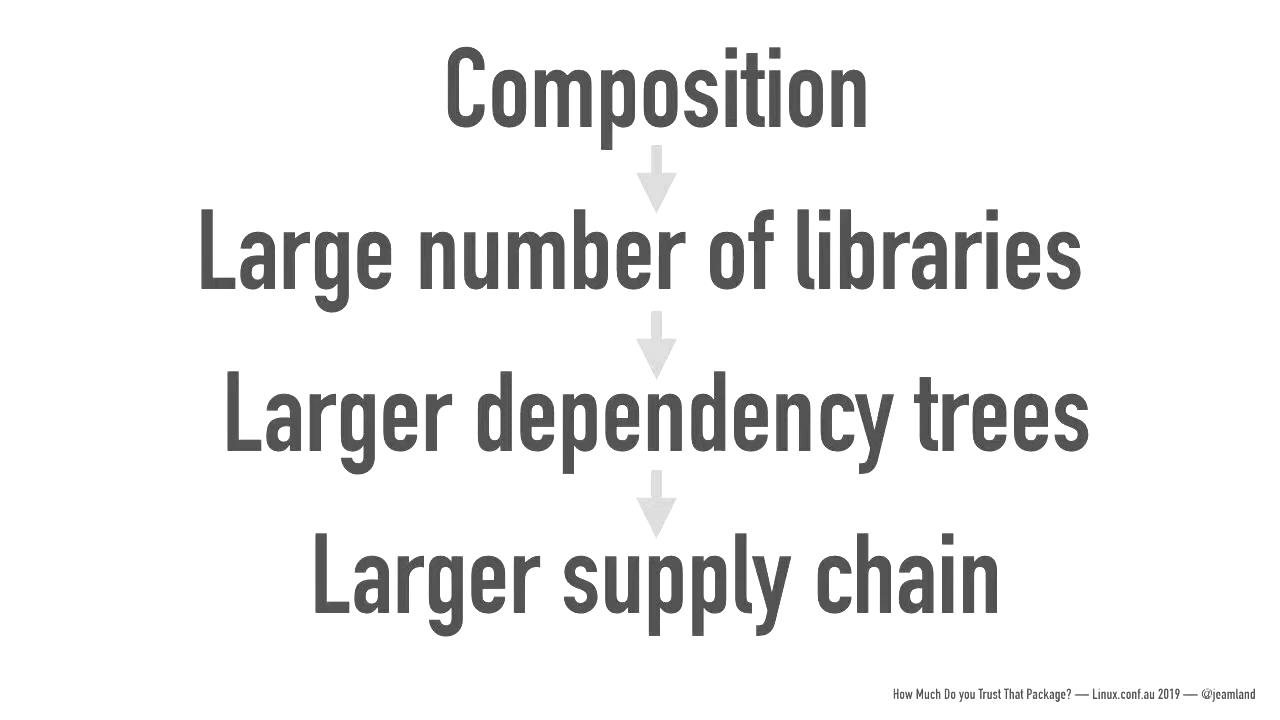 Composition
Large number of libraries
Larger dependency trees
Larger supply chain
How Much Do you Trust That Package? — Linux.conf.au 2019 — @jeamland